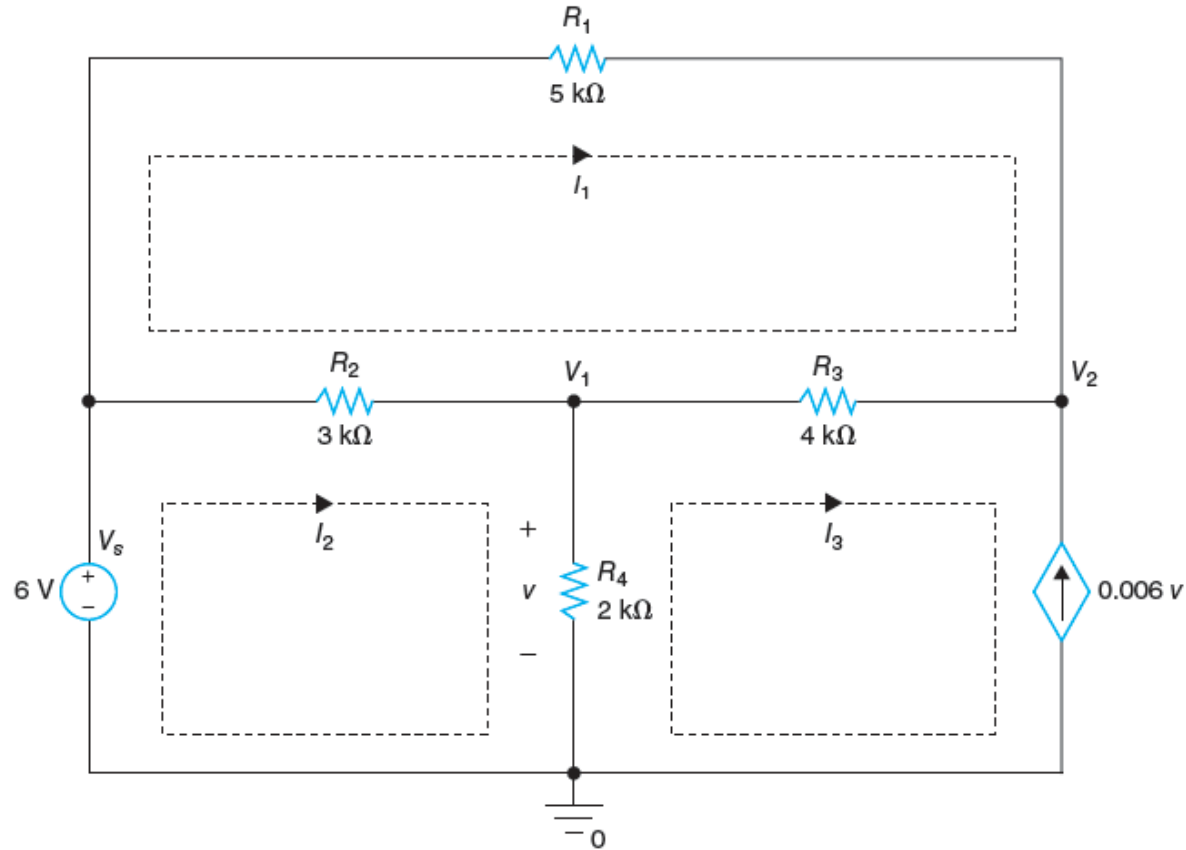 R₁
5 kΩ
I₁
R₂
V₁
R₃
V₂
3 kΩ
4 kΩ
Vₛ
I₂
+
I₃
6 V
+
−
v
R₄
2 kΩ
0.006 v
−
0